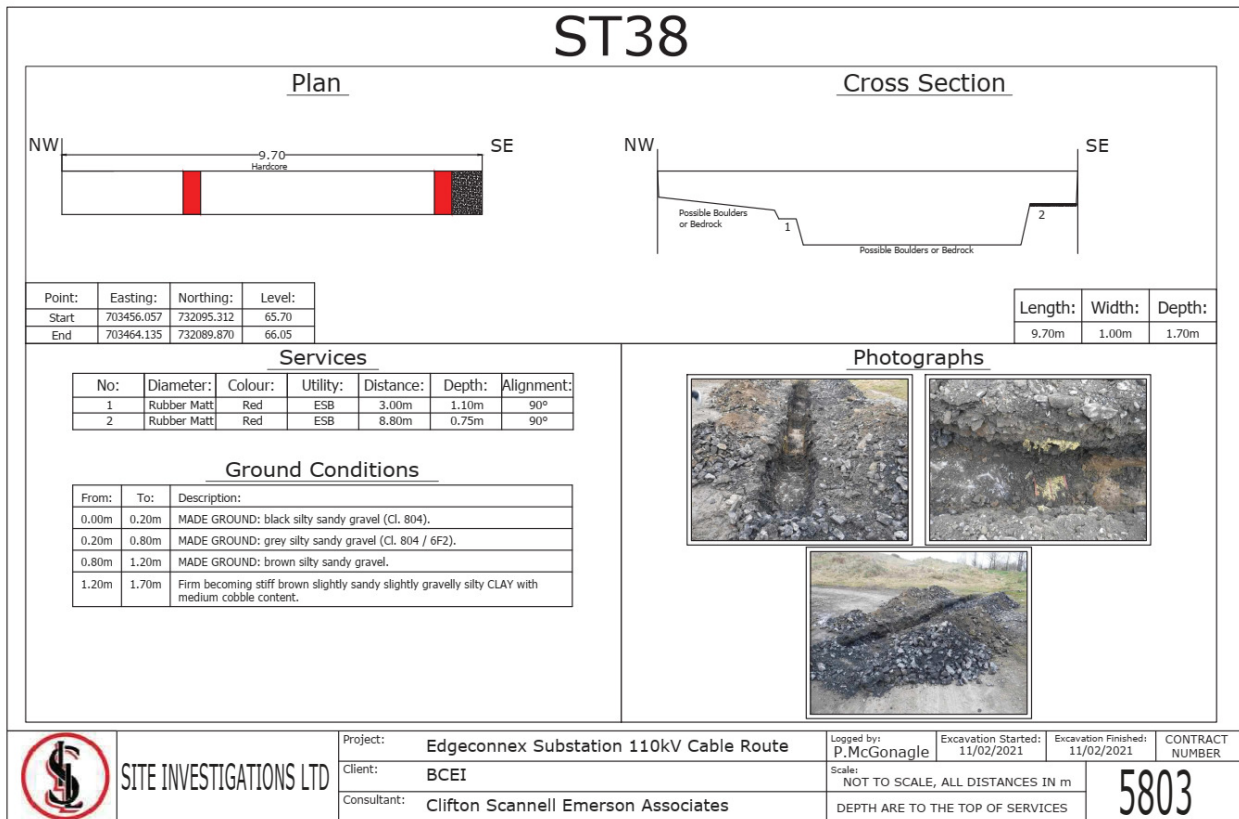 ST38
Plan
NW
SE
9.70
Hardcore
Cross Section
NW
SE
Possible Boulders
or Bedrock
1
2
Possible Boulders or Bedrock
Point: Easting: Northing: Level:
Start 703456.057 732095.312 65.70
End 703464.135 732089.870 66.05
Length: Width: Depth:
9.70m 1.00m 1.70m
Services
No: Diameter: Colour: Utility: Distance: Depth: Alignment:
1 Rubber Matt Red ESB 3.00m 1.10m 90°
2 Rubber Matt Red ESB 8.80m 0.75m 90°
Ground Conditions
From: To: Description:
0.00m 0.20m MADE GROUND: black silty sandy gravel (Cl. 804).
0.20m 0.80m MADE GROUND: grey silty sandy gravel (Cl. 804 / 6F2).
0.80m 1.20m MADE GROUND: brown silty sandy gravel.
1.20m 1.70m Firm becoming stiff brown slightly sandy slightly gravelly silty CLAY with
medium cobble content.
Photographs
SIL
SITE INVESTIGATIONS LTD
Project: Edgeconnex Substation 110kV Cable Route
Client: BCEI
Consultant: Clifton Scannell Emerson Associates
Logged by:
P.McGonagle
Excavation Started:
11/02/2021
Excavation Finished:
11/02/2021
CONTRACT
NUMBER
Scale:
NOT TO SCALE, ALL DISTANCES IN m
DEPTH ARE TO THE TOP OF SERVICES
5803